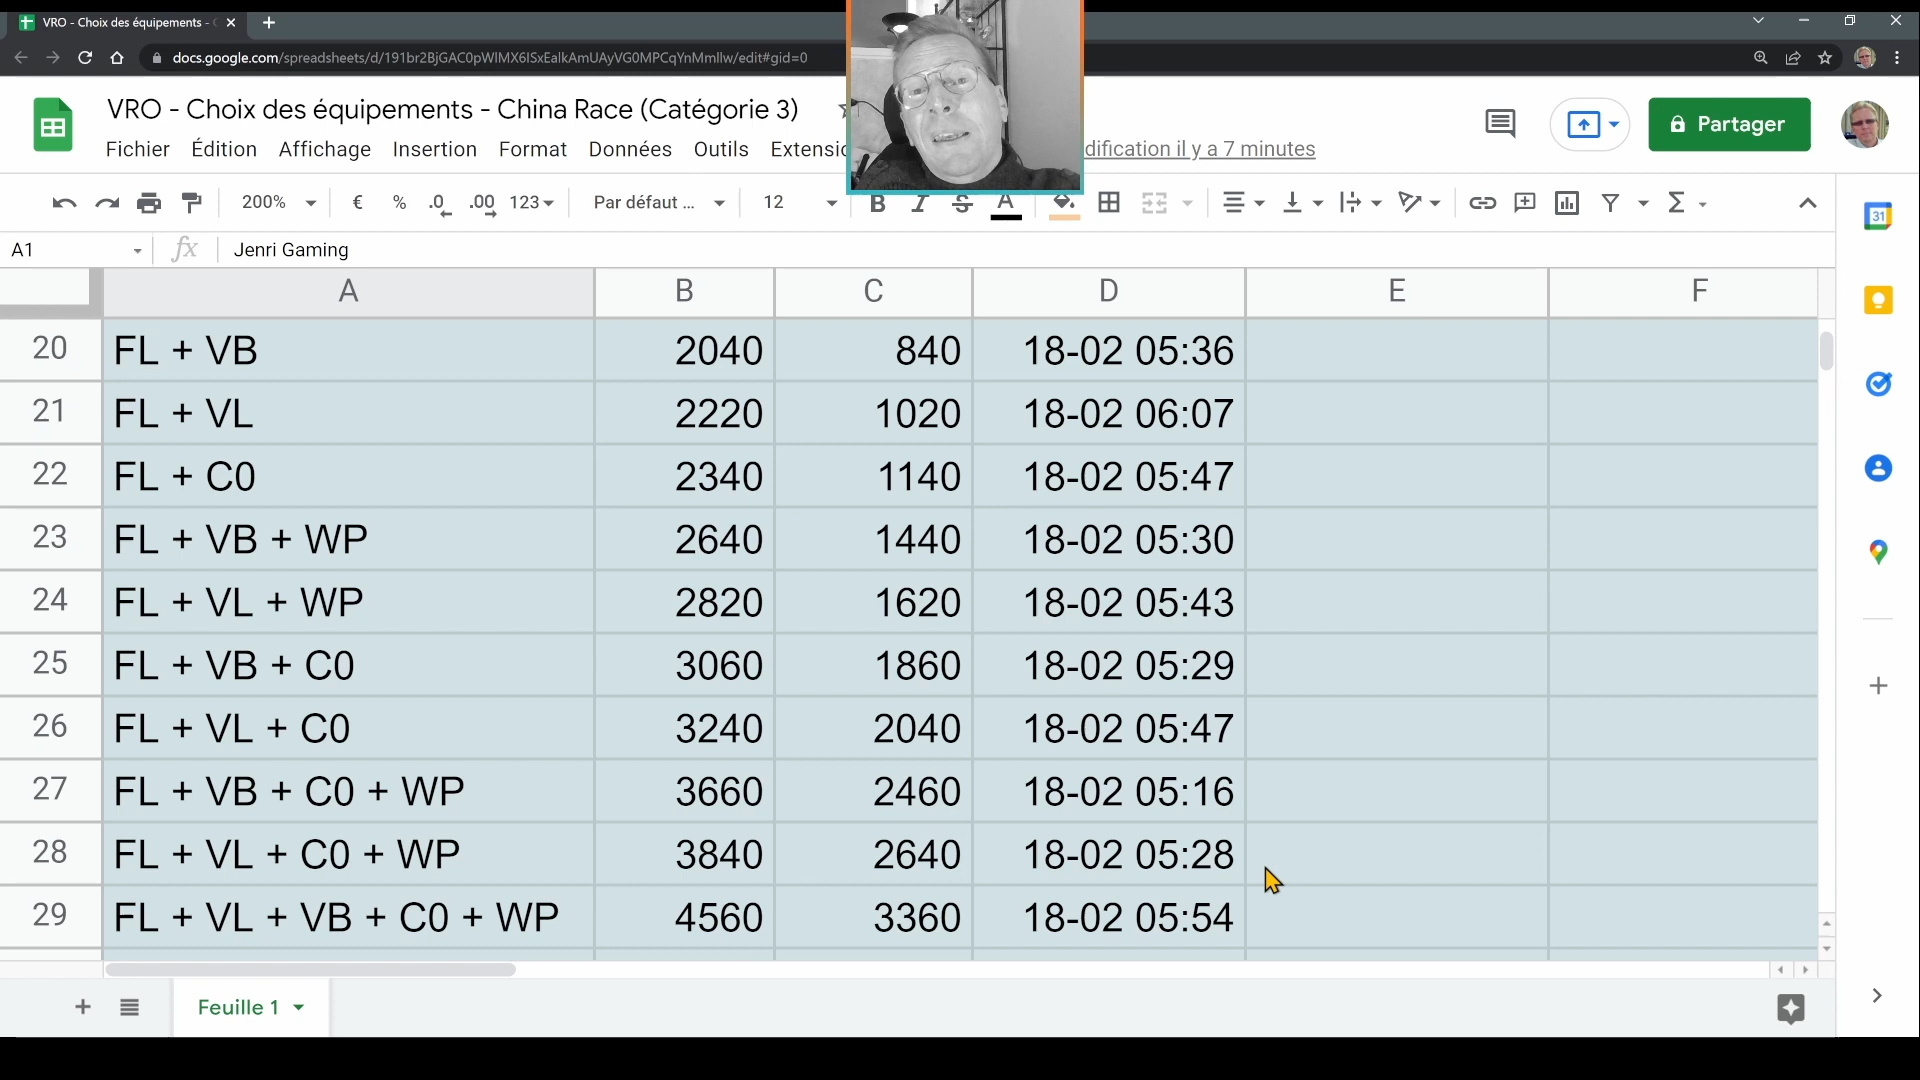 VRO - Choix des équipements -
docs.google.com/spreadsheets/d/191br2BjGAC0pWlMX6ISxEalkAmUAyVG0MPCqYnMmllw/edit#gid=0
VRO - Choix des équipements - China Race (Catégorie 3)
Partager
Fichier Édition Affichage Insertion Format Données Outils Extensio dification il y a 7 minutes
200% € % .0 .00 123 Par défaut ... 12 B I S A Σ
31
A1 fx Jenri Gaming
A B C D E F
20 FL + VB 2040 840 18-02 05:36
21 FL + VL 2220 1020 18-02 06:07
22 FL + C0 2340 1140 18-02 05:47
23 FL + VB + WP 2640 1440 18-02 05:30
24 FL + VL + WP 2820 1620 18-02 05:43
25 FL + VB + C0 3060 1860 18-02 05:29
26 FL + VL + C0 3240 2040 18-02 05:47
27 FL + VB + C0 + WP 3660 2460 18-02 05:16
28 FL + VL + C0 + WP 3840 2640 18-02 05:28
29 FL + VL + VB + C0 + WP 4560 3360 18-02 05:54
Feuille 1